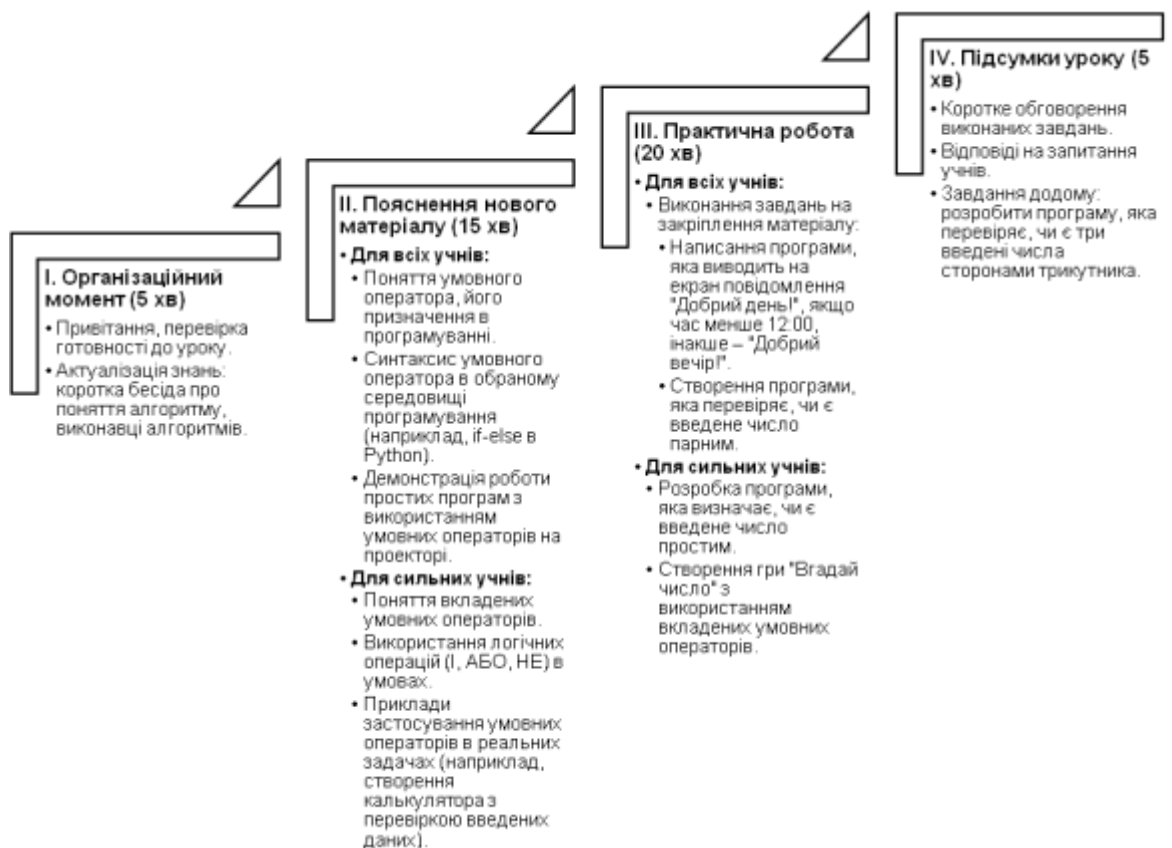 І. Організаційний
момент (5 хв)
• Привітання, перевірка
готовності до уроку.
• Актуалізація знань:
коротка бесіда про
поняття алгоритму,
виконавці алгоритмів.
ІІ. Пояснення нового
матеріалу (15 хв)
• Для всіх учнів:
• Поняття умовного
оператора, його
призначення в
програмуванні.
• Синтаксис умовного
оператора в обраному
середовищі
програмування
(наприклад, if-else в
Python).
• Демонстрація роботи
простих програм з
використанням
умовних операторів на
проекторі.
• Для сильних учнів:
• Поняття вкладених
умовних операторів.
• Використання логічних
операцій (І, АБО, НЕ) в
умовах.
• Приклади
застосування умовних
операторів в реальних
задачах (наприклад,
створення
калькулятора з
перевіркою введених
даних).
ІІІ. Практична робота
(20 хв)
• Для всіх учнів:
• Виконання завдань на
закріплення матеріалу:
• Написання програми,
яка виводить на
екран повідомлення
"Добрий день!", якщо
час менше 12:00,
інакше – "Добрий
вечір!".
• Створення програми,
яка перевіряє, чи є
введене число
парним.
• Для сильних учнів:
• Розробка програми,
яка визначає, чи є
введене число
простим.
• Створення гри "Вгадай
число" з
використанням
вкладених умовних
операторів.
IV. Підсумки уроку (5
хв)
• Коротке обговорення
виконаних завдань.
• Відповіді на запитання
учнів.
• Завдання додому:
розробити програму, яка
перевіряє, чи є три
введені числа
сторонами трикутника.